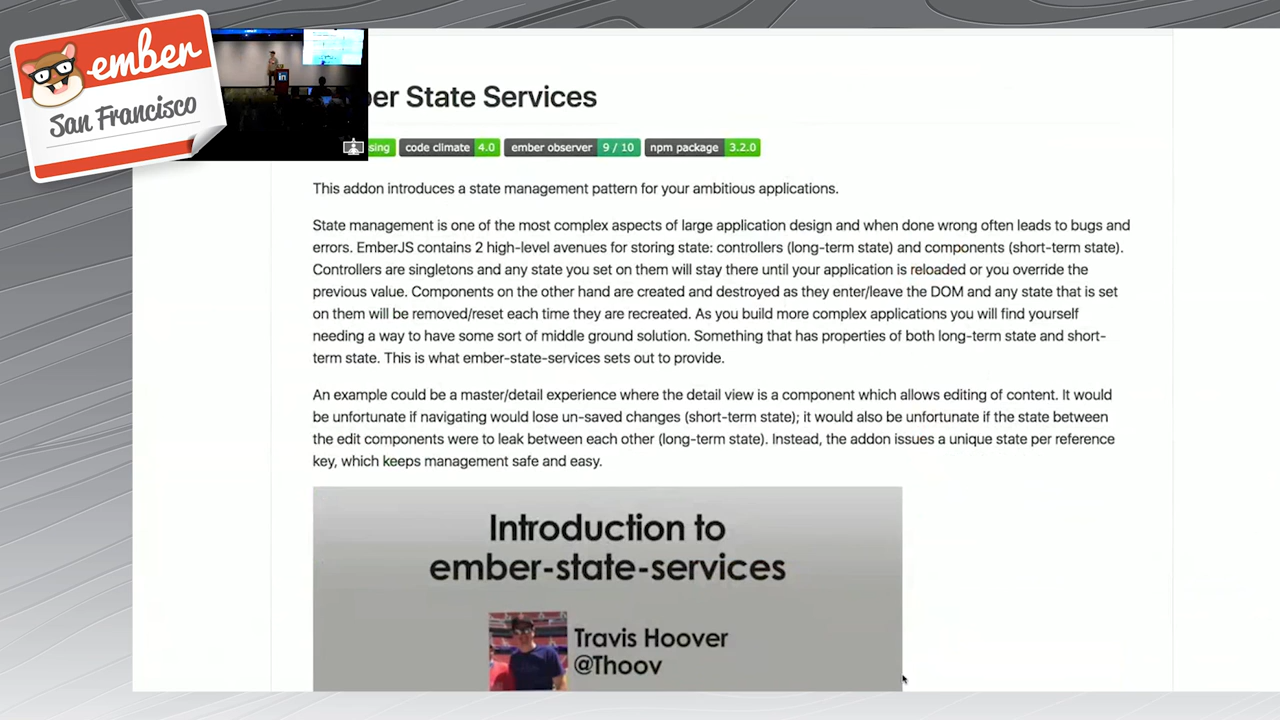 ember
San Francisco
in
er State Services
sing code climate 4.0 ember observer 9 / 10 npm package 3.2.0
This addon introduces a state management pattern for your ambitious applications.
State management is one of the most complex aspects of large application design and when done wrong often leads to bugs and
errors. EmberJS contains 2 high-level avenues for storing state: controllers (long-term state) and components (short-term state).
Controllers are singletons and any state you set on them will stay there until your application is reloaded or you override the
previous value. Components on the other hand are created and destroyed as they enter/leave the DOM and any state that is set
on them will be removed/reset each time they are recreated. As you build more complex applications you will find yourself
needing a way to have some sort of middle ground solution. Something that has properties of both long-term state and short-
term state. This is what ember-state-services sets out to provide.
An example could be a master/detail experience where the detail view is a component which allows editing of content. It would
be unfortunate if navigating would lose un-saved changes (short-term state); it would also be unfortunate if the state between
the edit components were to leak between each other (long-term state). Instead, the addon issues a unique state per reference
key, which keeps management safe and easy.
Introduction to
ember-state-services
Travis Hoover
@Thoov